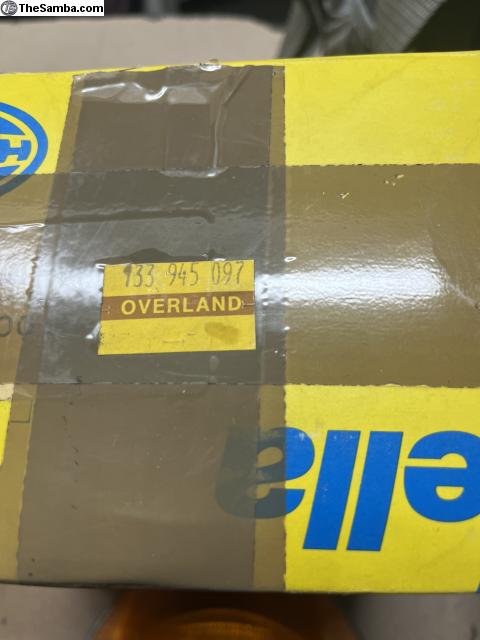 TheSamba.com
133 945 097
OVERLAND
ella